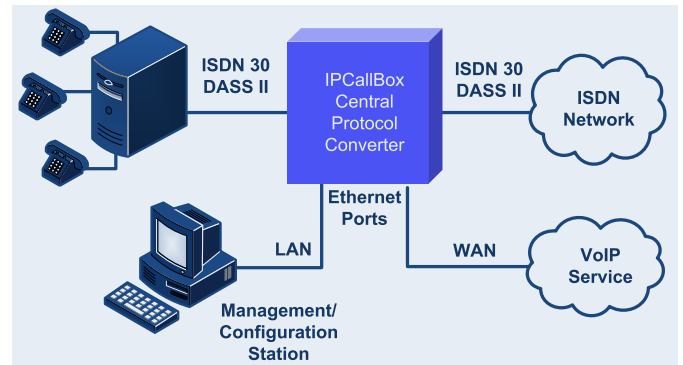 ISDN 30
DASS II
IPCallBox
Central
Protocol
Converter
ISDN 30
DASS II
ISDN
Network
Ethernet
Ports
LAN
WAN
VoIP
Service
Management/
Configuration
Station